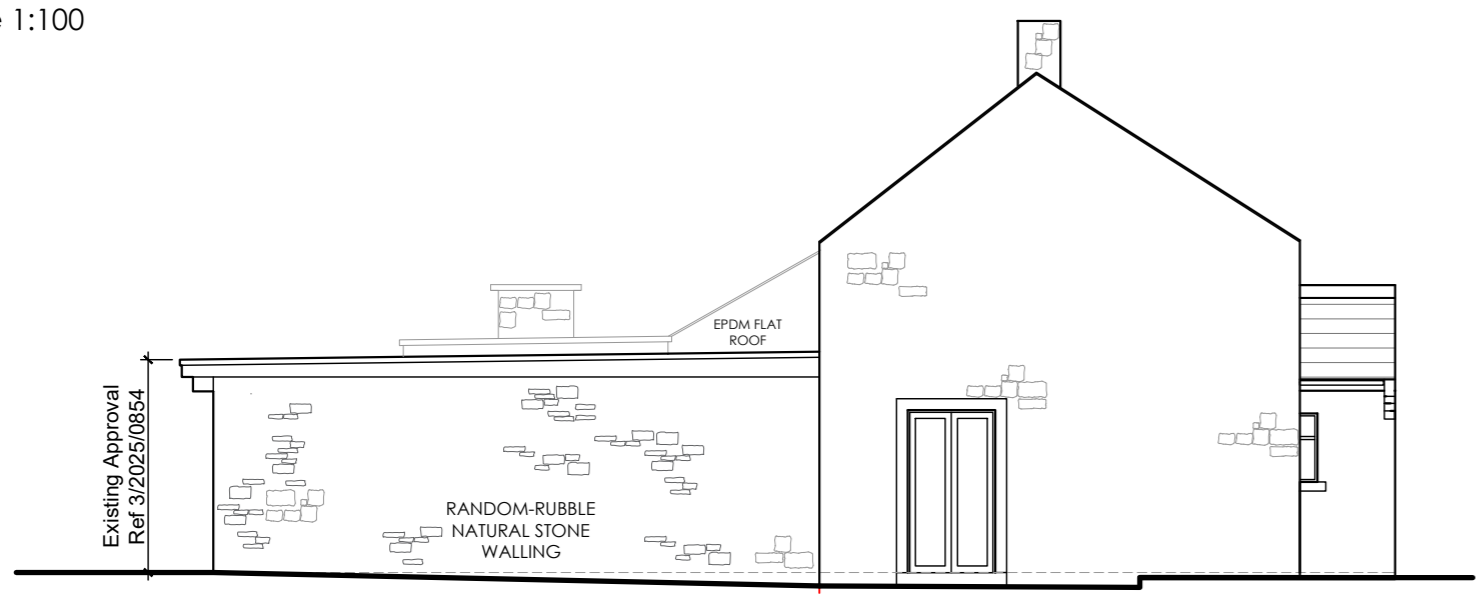 1:100
EPDM FLAT
ROOF
Existing Approval
Ref 3/2025/0854
RANDOM-RUBBLE
NATURAL STONE
WALLING